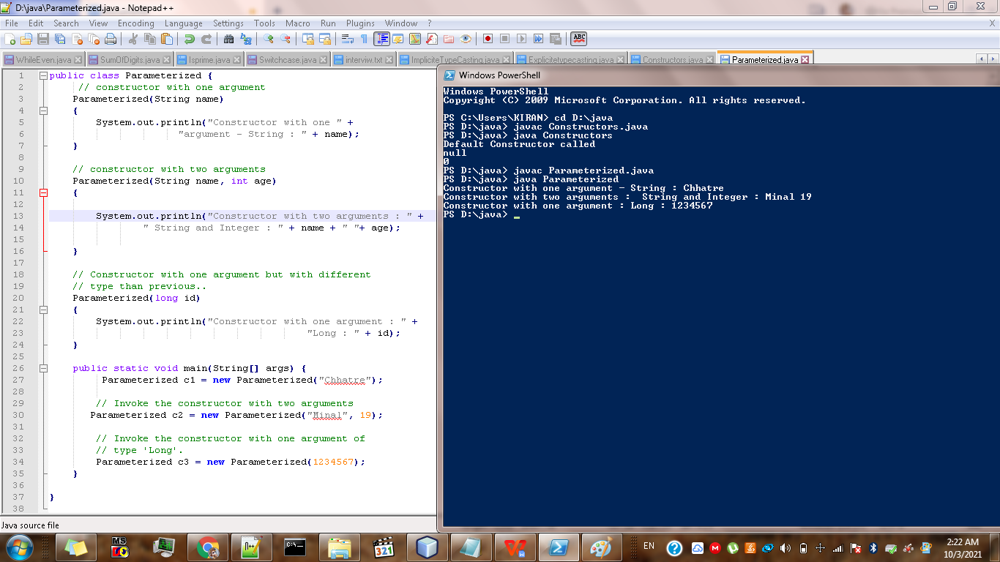 D:\java\Parameterized.java - Notepad++
File Edit Search View Encoding Language Settings Tools Macro Run Plugins Window ? X
ABC
WhileEven.java SumOfDigits.java Isprime.java Switchcase.java interviw.txt ImpliciteTypeCasting.java Explicitetypecasting.java Constructors.java Parameterized.java
1 public class Parameterized {
2 // constructor with one argument
3 Parameterized(String name)
4 {
5 System.out.println("Constructor with one " +
6 "argument - String : " + name);
7 }
8
9 // constructor with two arguments
10 Parameterized(String name, int age)
11 {
12
13 System.out.println("Constructor with two arguments : " +
14 " String and Integer : " + name + " "+ age);
15
16 }
17
18 // Constructor with one argument but with different
19 // type than previous..
20 Parameterized(long id)
21 {
22 System.out.println("Constructor with one argument : " +
23 "Long : " + id);
24 }
25
26 public static void main(String[] args) {
27 Parameterized c1 = new Parameterized("Chhatre");
28
29 // Invoke the constructor with two arguments
30 Parameterized c2 = new Parameterized("Minal", 19);
31
32 // Invoke the constructor with one argument of
33 // type 'Long'.
34 Parameterized c3 = new Parameterized(1234567);
35 }
36
37 }
38
Java source file
Windows PowerShell
Windows PowerShell
Copyright (C) 2009 Microsoft Corporation. All rights reserved.
PS C:\Users\KIRAN> cd D:\java
PS D:\java> javac Constructors.java
PS D:\java> java Constructors
Default Constructor called
null
0
PS D:\java> javac Parameterized.java
PS D:\java> java Parameterized
Constructor with one argument - String : Chhatre
Constructor with two arguments :  String and Integer : Minal 19
Constructor with one argument : Long : 1234567
PS D:\java> _
MS
321
EN
2:22 AM
10/3/2021